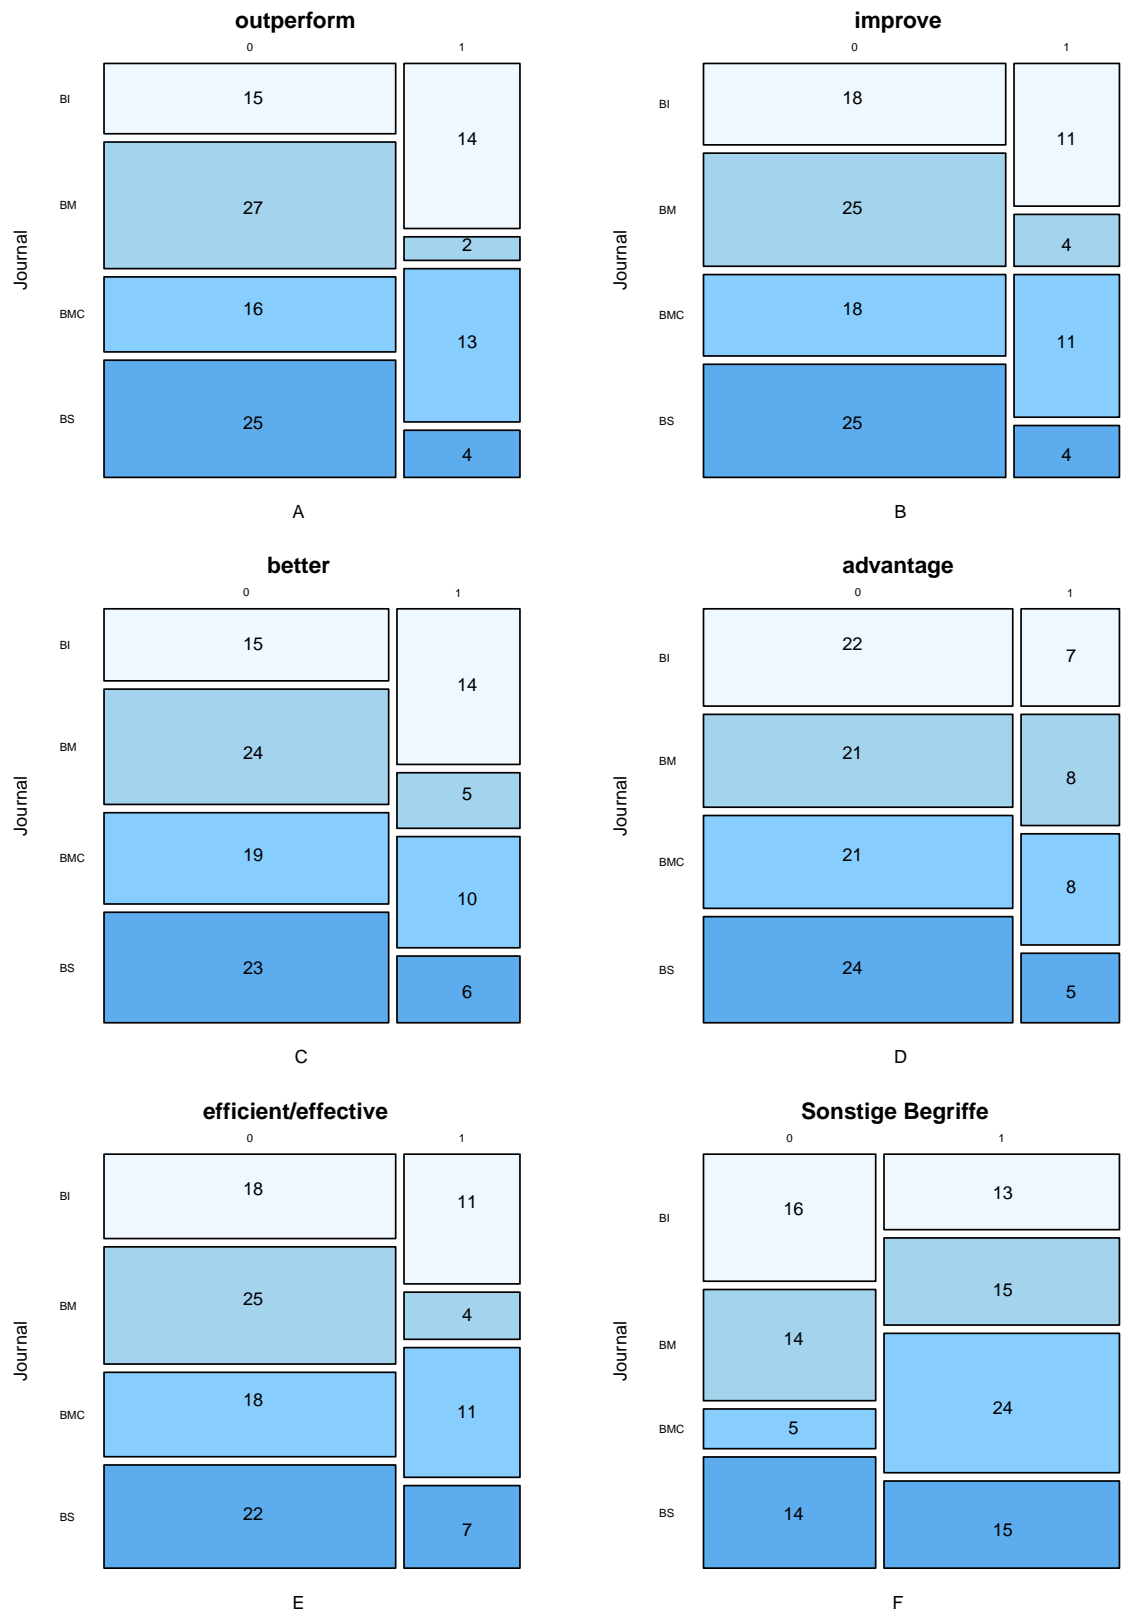 outperform
0 1
BI 15 14
BM 27 2
BMC 16 13
BS 25 4
Journal
A
improve
0 1
BI 18 11
BM 25 4
BMC 18 11
BS 25 4
Journal
B
better
0 1
BI 15 14
BM 24 5
BMC 19 10
BS 23 6
Journal
C
advantage
0 1
BI 22 7
BM 21 8
BMC 21 8
BS 24 5
Journal
D
efficient/effective
0 1
BI 18 11
BM 25 4
BMC 18 11
BS 22 7
Journal
E
Sonstige Begriffe
0 1
BI 16 13
BM 14 15
BMC 5 24
BS 14 15
Journal
F